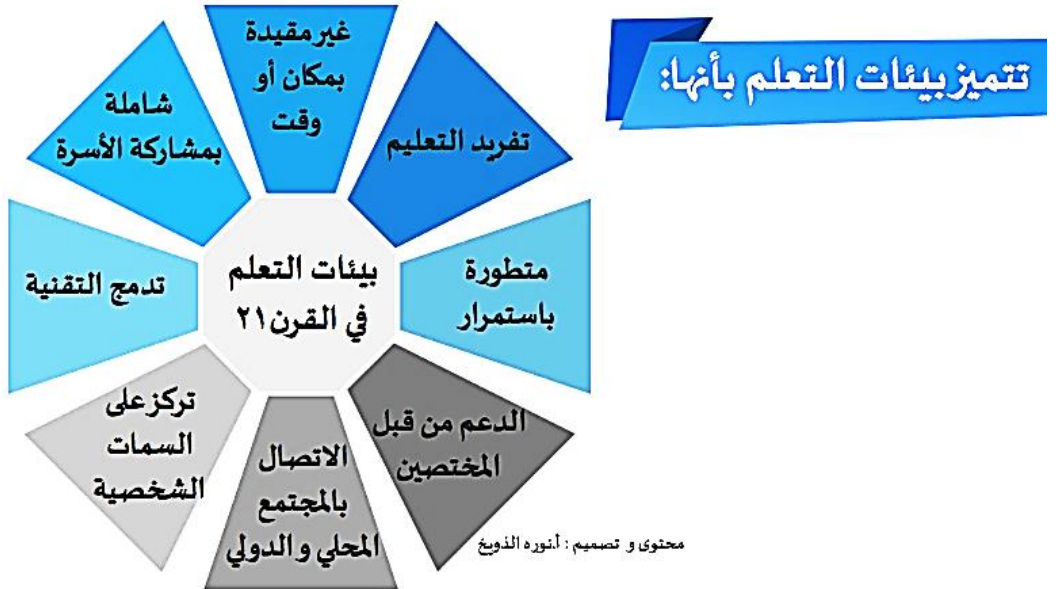 تتميز بيئات التعلم بأنها:
غير مقيدة
بمكان أو
وقت
تفريد التعليم
متطورة
باستمرار
الدعم من قبل
المختصين
الاتصال
بالمجتمع
المحلي والدولي
تركز على
السمات
الشخصية
تدمج التقنية
شاملة
بمشاركة الأسرة
بيئات التعلم
في القرن ٢١
محتوى و تصميم : أ.نوره الذويخ